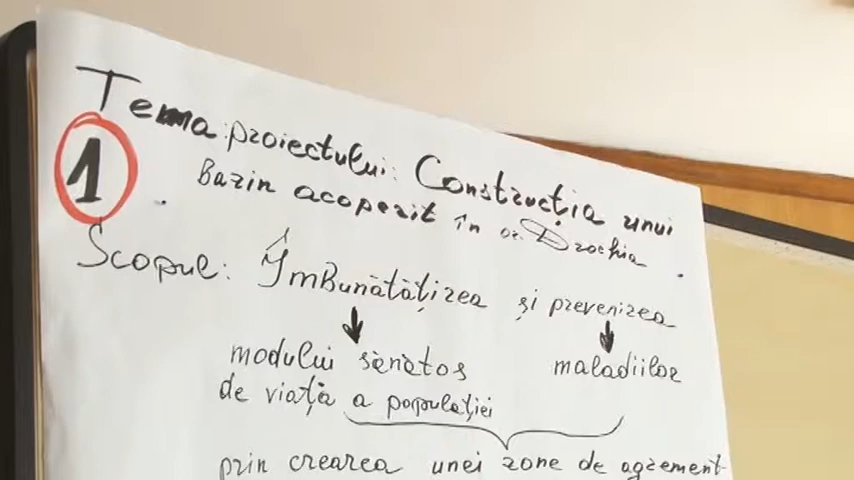 Tema proiectului: Construcția unui
1
Bazin acoperit în or. Drochia
Scopul: Îmbunătățirea și prevenirea
modului sănătos maladiilor
de viață a populației
prin crearea unei zone de agrement